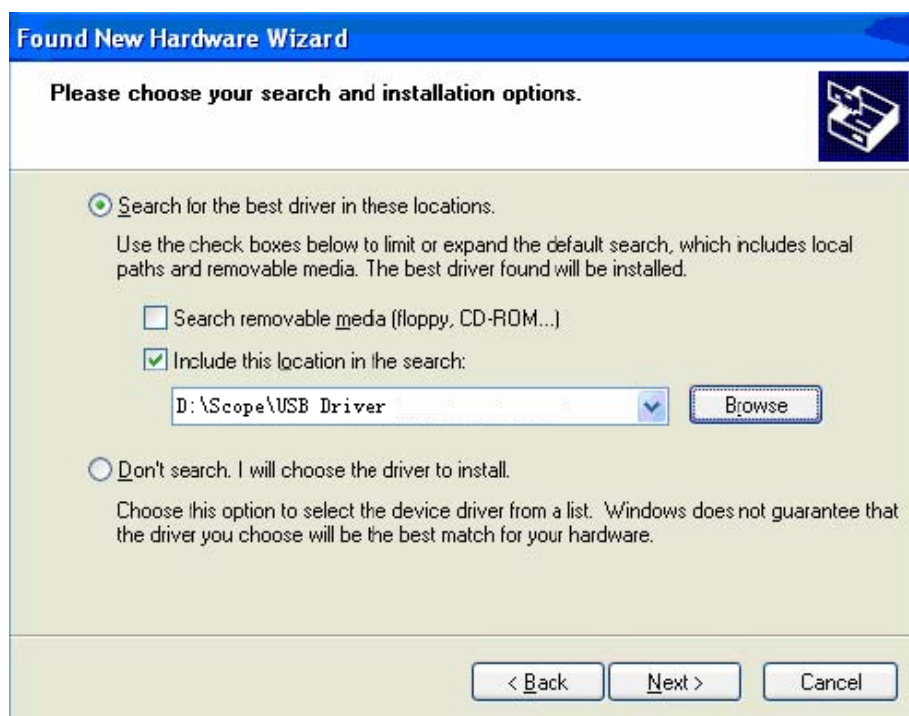 Found New Hardware Wizard
Please choose your search and installation options.
Search for the best driver in these locations.
Use the check boxes below to limit or expand the default search, which includes local
paths and removable media. The best driver found will be installed.
Search removable media (floppy, CD-ROM...)
Include this location in the search:
D:\Scope\USB Driver
Browse
Don't search. I will choose the driver to install.
Choose this option to select the device driver from a list. Windows does not guarantee that
the driver you choose will be the best match for your hardware.
< Back Next > Cancel